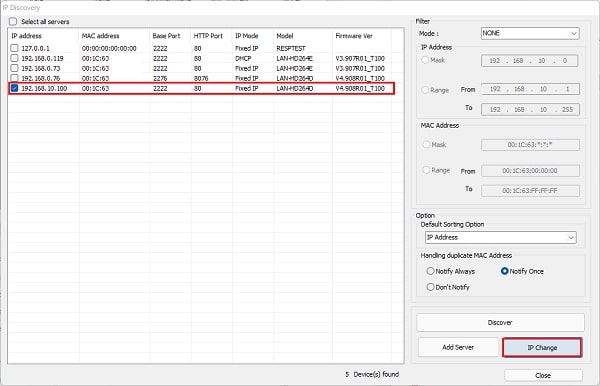 IP Discovery
Select all servers
IP address MAC address Base Port HTTP Port IP Mode Model Firmware Ver
127.0.0.1 00:00:00:00:00:00 2222 80 Fixed IP RESPTEST
192.168.0.119 00:1C:63 2222 80 DHCP LAN-HD264E V3.907R01_T100
192.168.0.73 00:1C:63 2222 80 Fixed IP LAN-HD264E V3.907R01_T100
192.168.0.76 00:1C:63 2276 8076 Fixed IP LAN-HD264D V4.908R01_T100
192.168.10.100 00:1C:63 2222 80 Fixed IP LAN-HD264D V4.908R01_T100
5 Device(s) found
Filter
Mode : NONE
IP Address
Mask 192 . 168 . 10 . 0
Range From 192 . 168 . 10 . 1
To 192 . 168 . 10 . 255
MAC Address
Mask 00:1C:63:*:*:*
Range From 00:1C:63:00:00:00
To 00:1C:63:FF:FF:FF
Option
Default Sorting Option
IP Address
Handling duplicate MAC Address
Notify Always Notify Once
Don't Notify
Discover
Add Server IP Change
Close